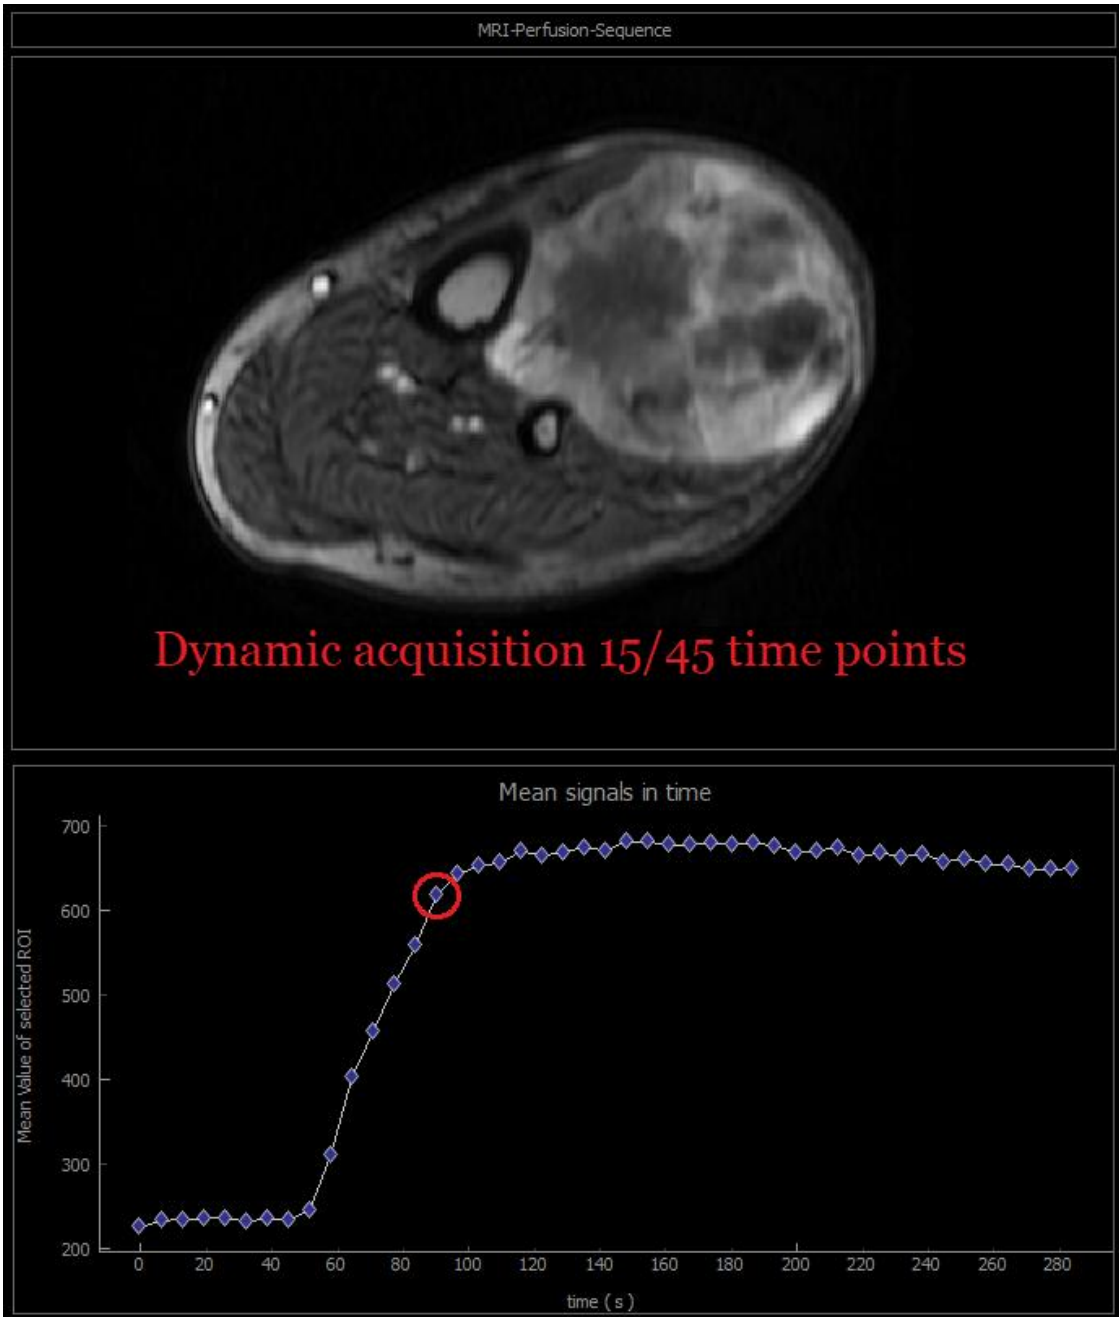 MRI-Perfusion-Sequence
Dynamic acquisition 15/45 time points
Mean signals in time
Mean Value of selected ROI
700
600
500
400
300
200
0 20 40 60 80 100 120 140 160 180 200 220 240 260 280
time ( s )